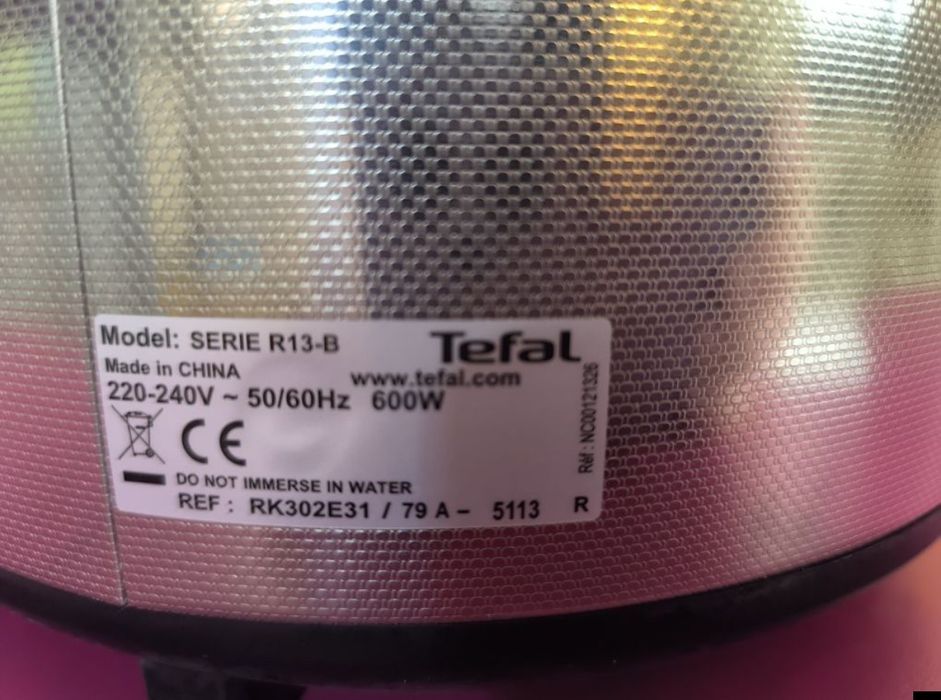 Model: SERIE R13-B
Tefal
Made in CHINA
www.tefal.com
220-240V ~ 50/60Hz 600W
CE
DO NOT IMMERSE IN WATER
REF : RK302E31 / 79 A - 5113 R
Réf : NC00121326